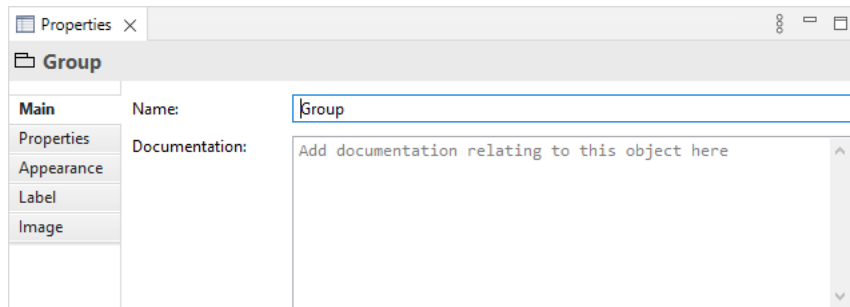 Properties
Group
Main
Name:
Group
Properties
Documentation:
Add documentation relating to this object here
Appearance
Label
Image